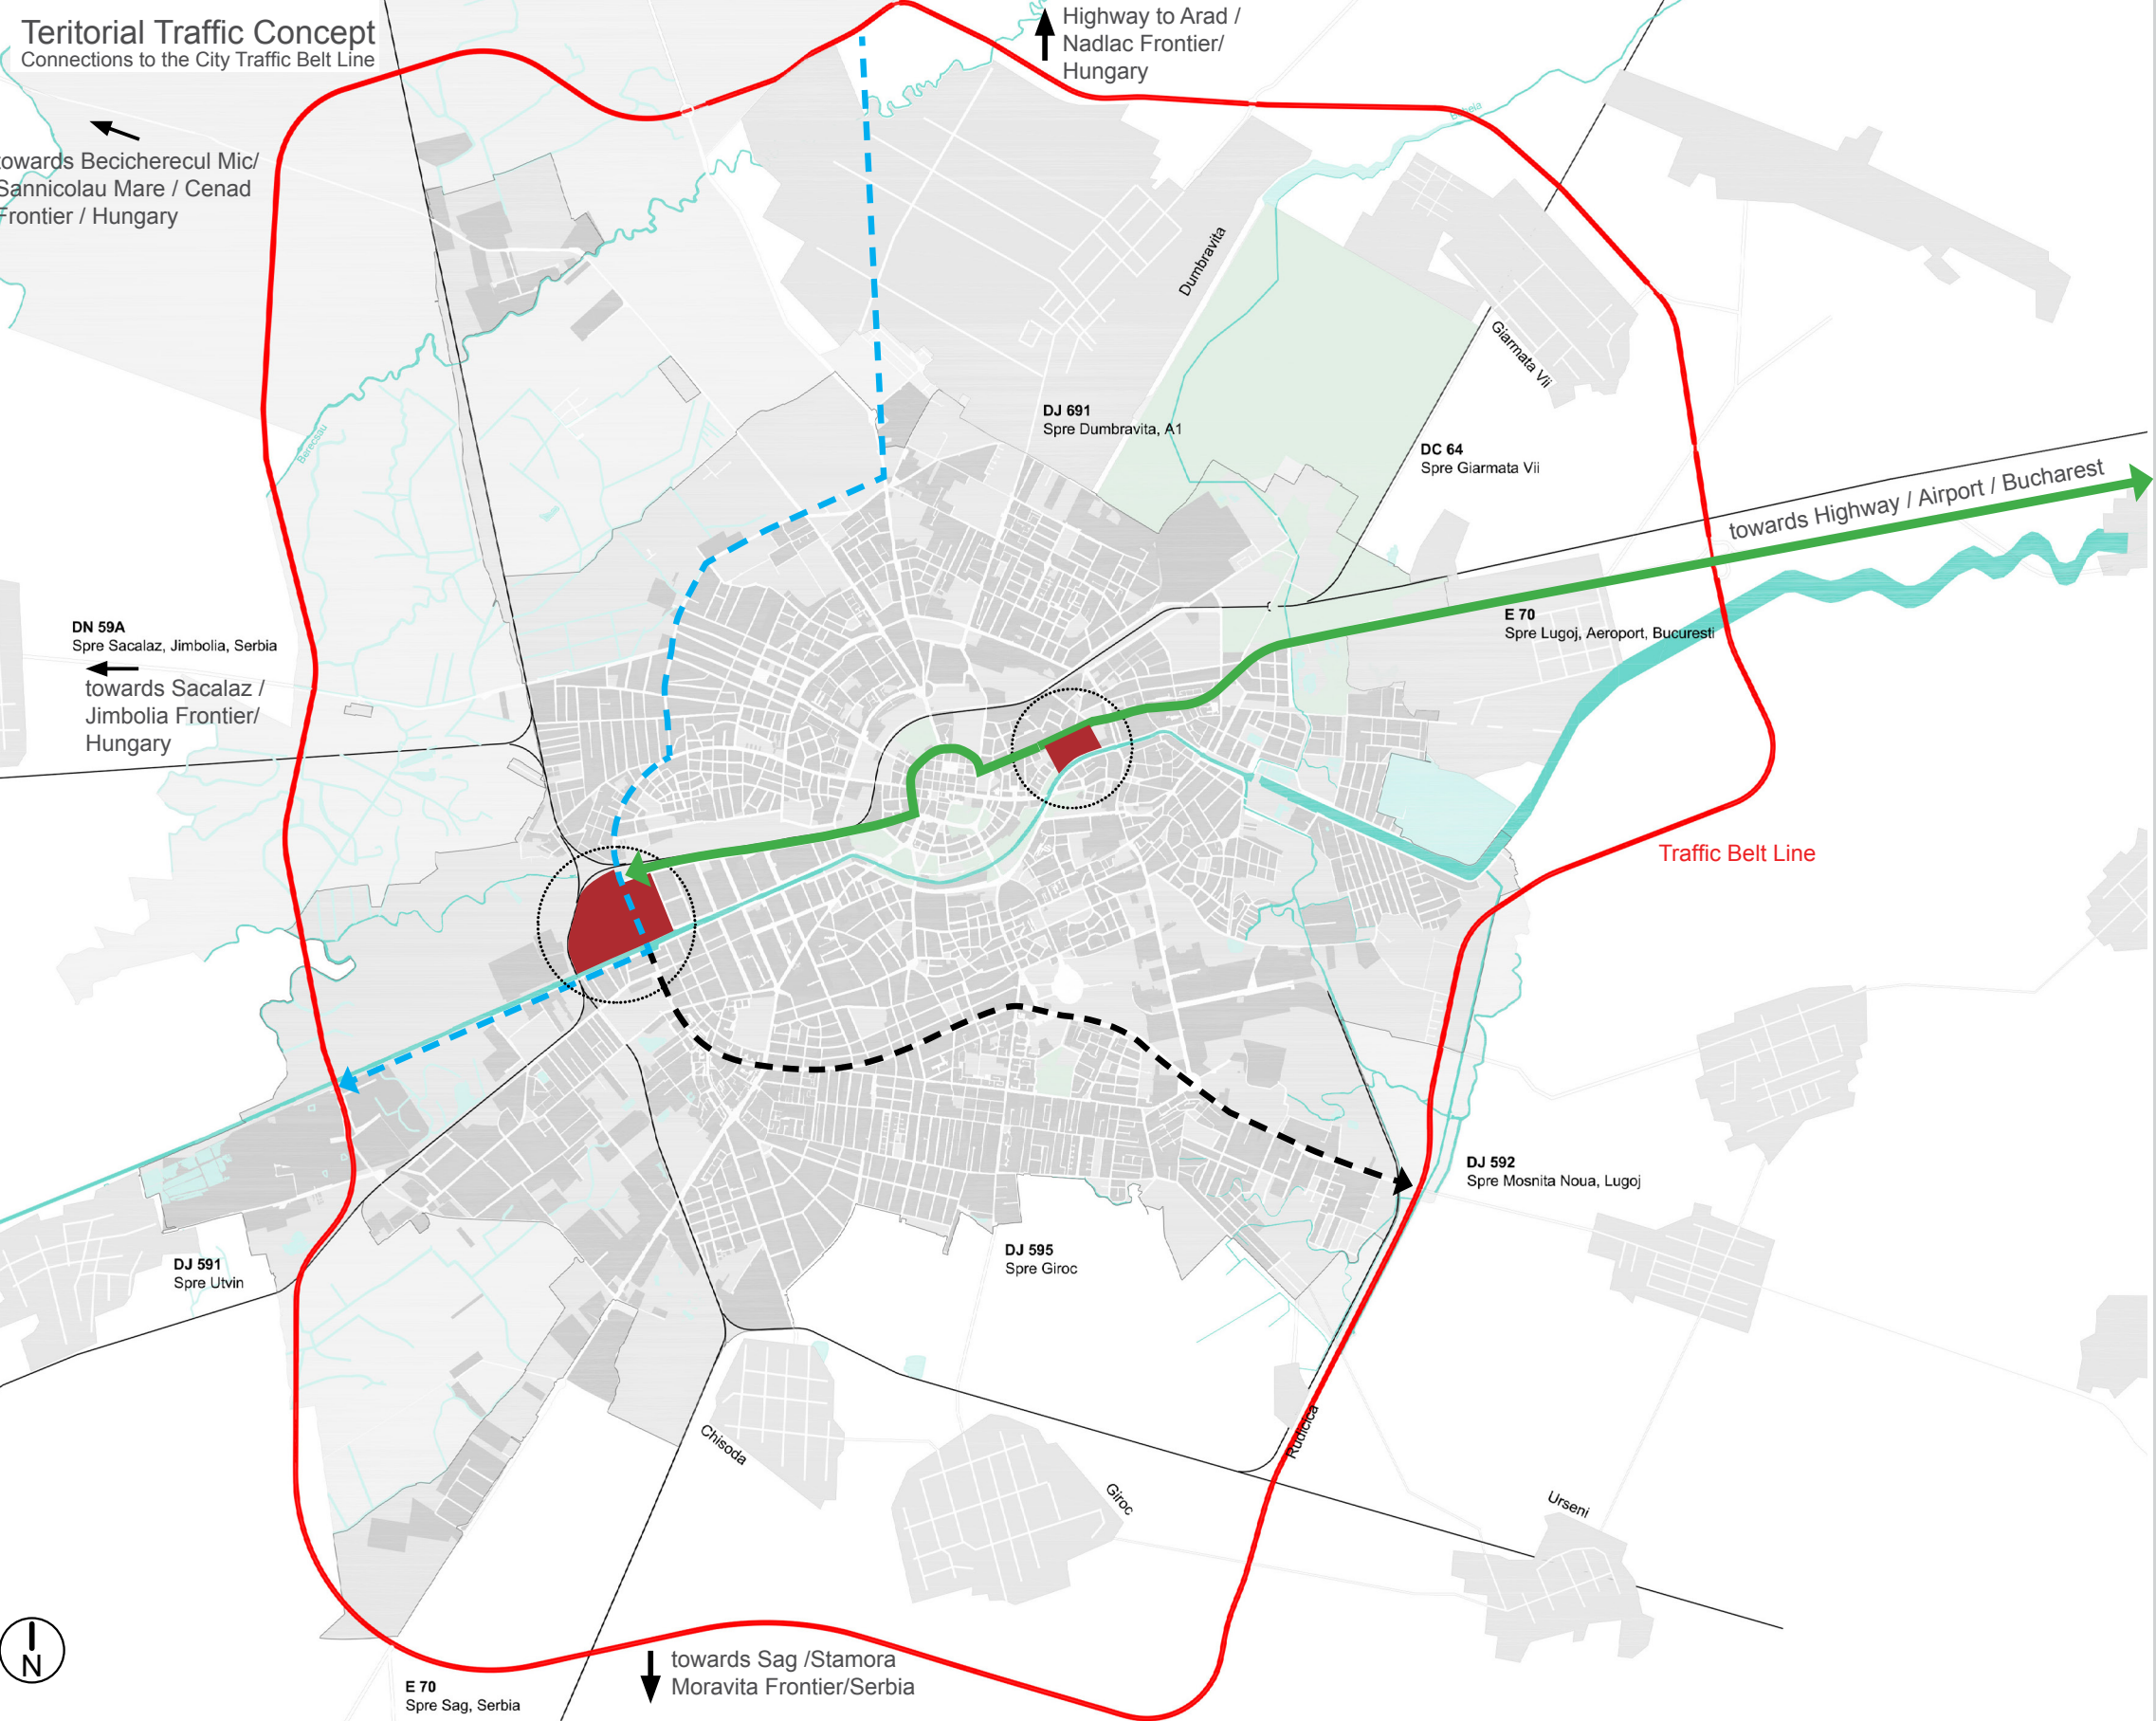 Teritorial Traffic Concept
Connections to the City Traffic Belt Line
Highway to Arad /
Nadlac Frontier/
Hungary
towards Becicherecul Mic/
Sannicolau Mare / Cenad
Frontier / Hungary
Dumbravita
Giarmata Vii
Berecsau
DJ 691
Spre Dumbravita, A1
DC 64
Spre Giarmata Vii
towards Highway / Airport / Bucharest
E 70
Spre Lugoj, Aeroport, Bucuresti
DN 59A
Spre Sacalaz, Jimbolia, Serbia
towards Sacalaz /
Jimbolia Frontier/
Hungary
Traffic Belt Line
DJ 592
Spre Mosnita Noua, Lugoj
DJ 591
Spre Utvin
DJ 595
Spre Giroc
Chisoda
Giroc
Rudicica
Urseni
N
towards Sag /Stamora
Moravita Frontier/Serbia
E 70
Spre Sag, Serbia